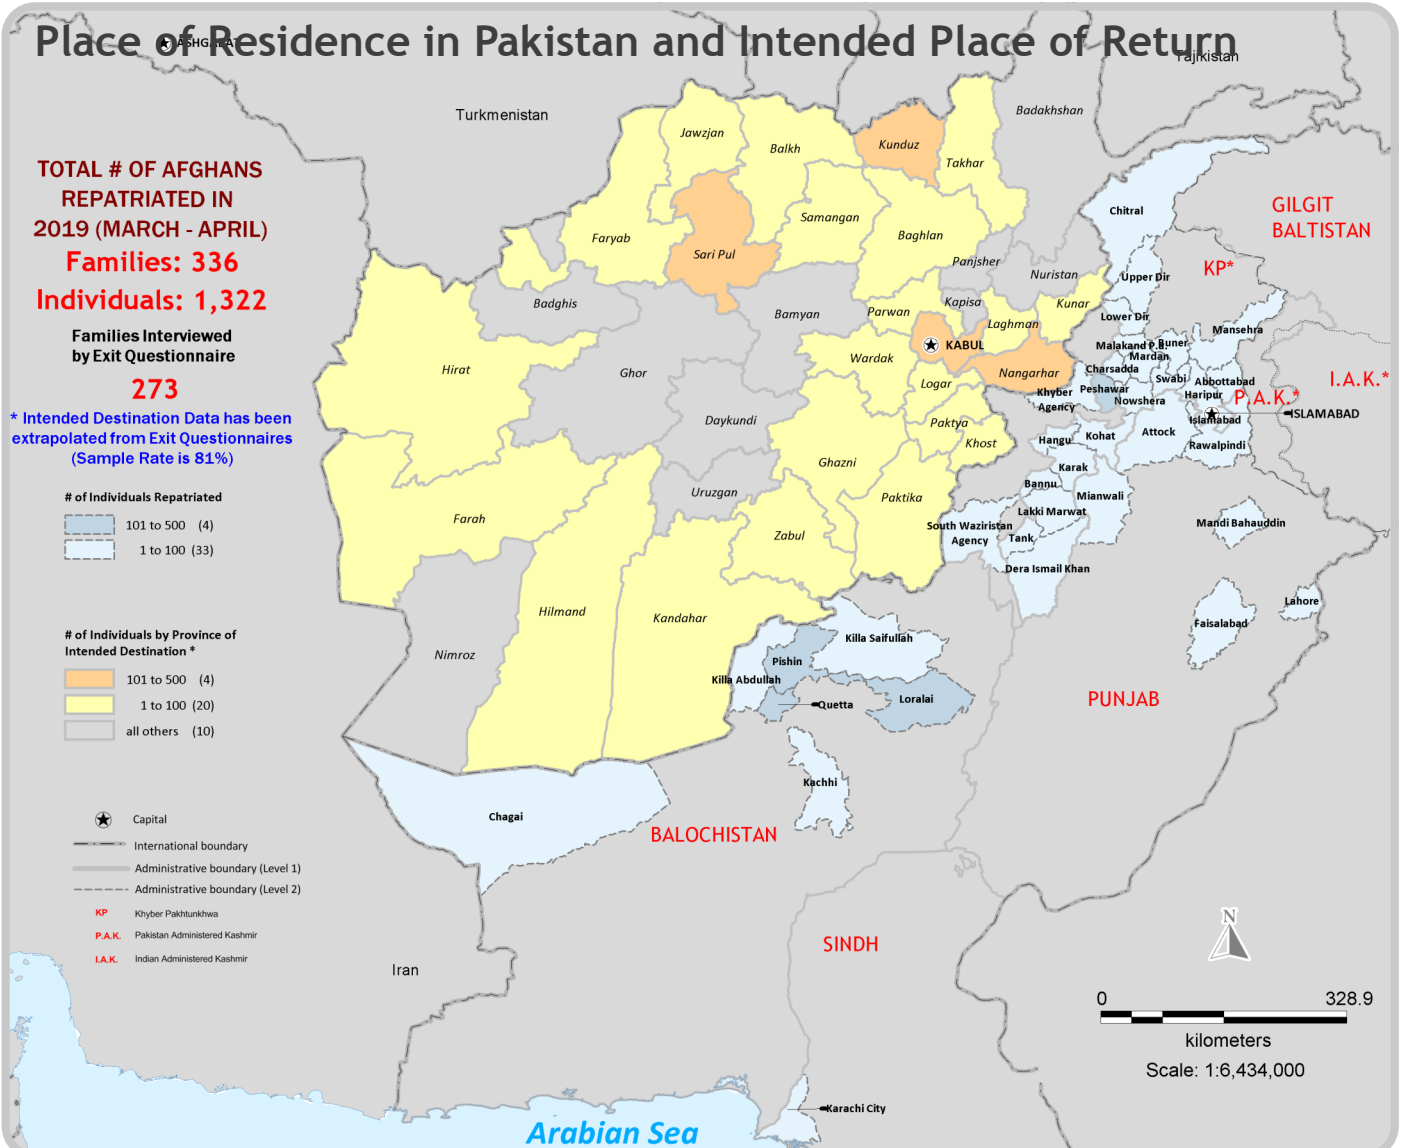 Place of Residence in Pakistan and Intended Place of Return
ASHGABAT
Tajikistan
Turkmenistan
Badakhshan
TOTAL # OF AFGHANS
REPATRIATED IN
2019 (MARCH - APRIL)
Families: 336
Individuals: 1,322
Families Interviewed
by Exit Questionnaire
273
* Intended Destination Data has been
extrapolated from Exit Questionnaires
(Sample Rate is 81%)
# of Individuals Repatriated
101 to 500 (4)
1 to 100 (33)
# of Individuals by Province of
Intended Destination *
101 to 500 (4)
1 to 100 (20)
all others (10)
Capital
International boundary
Administrative boundary (Level 1)
Administrative boundary (Level 2)
KP Khyber Pakhtunkhwa
P.A.K. Pakistan Administered Kashmir
I.A.K. Indian Administered Kashmir
Jawzjan
Balkh
Kunduz
Takhar
Faryab
Sari Pul
Samangan
Baghlan
Panjsher
Nuristan
Badghis
Bamyan
Parwan
Kapisa
Kunar
Laghman
KABUL
Hirat
Ghor
Wardak
Nangarhar
Logar
Daykundi
Paktya
Khost
Ghazni
Uruzgan
Paktika
Farah
Zabul
Hilmand
Kandahar
Nimroz
Chitral
GILGIT
BALTISTAN
KP*
Upper Dir
Lower Dir
Mansehra
Malakand P.A.
Buner
Mardan
Charsadda
Swabi
Abbottabad
I.A.K.*
Khyber
Agency
Peshawar
Nowshera
Haripur
P.A.K.*
Islamabad
ISLAMABAD
Hangu
Kohat
Attock
Rawalpindi
Karak
Bannu
Mianwali
Lakki Marwat
South Waziristan
Agency
Tank
Mandi Bahauddin
Dera Ismail Khan
Lahore
Faisalabad
Killa Saifullah
Pishin
Killa Abdullah
Quetta
Loralai
PUNJAB
Kachhi
Chagai
BALOCHISTAN
SINDH
Iran
Karachi City
Arabian Sea
N
0 328.9
kilometers
Scale: 1:6,434,000